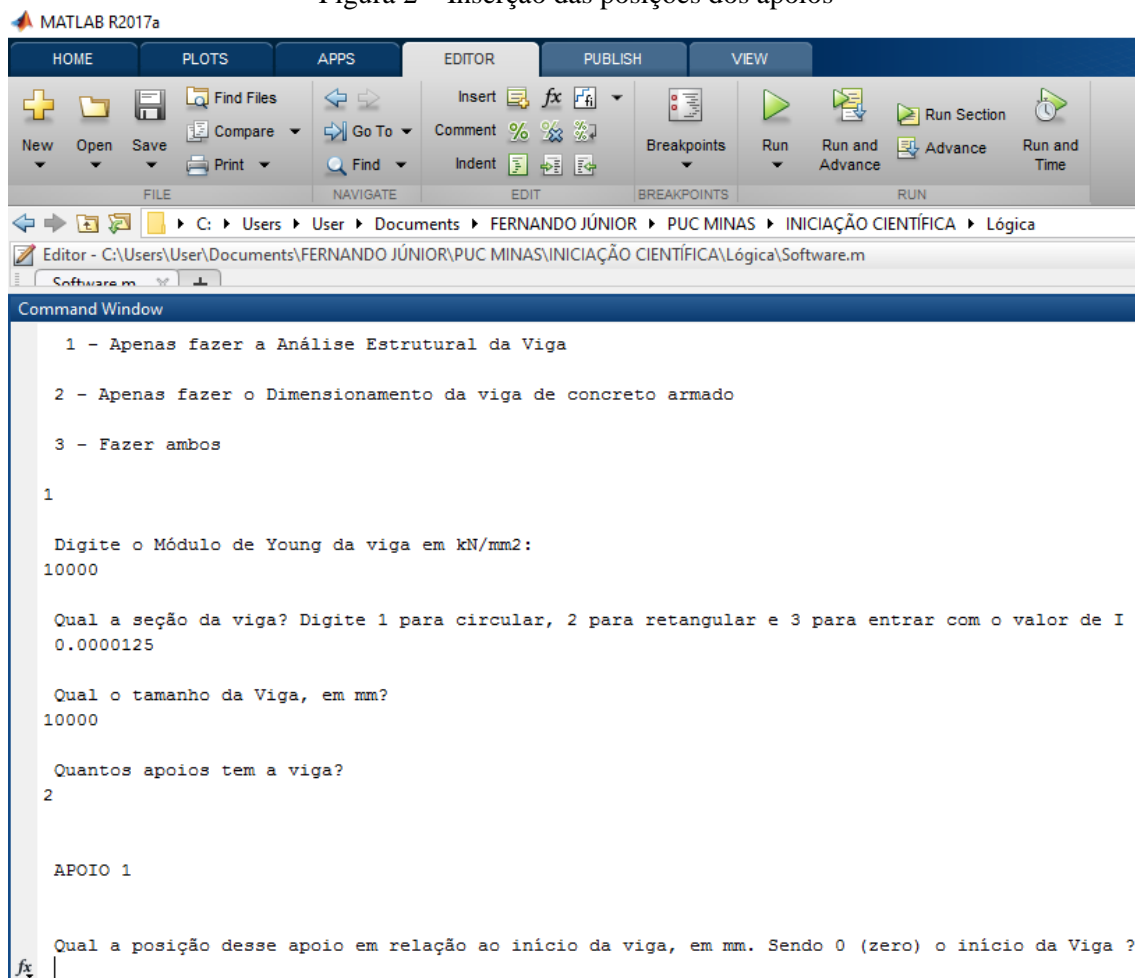 Figura 2 – Inserção das posições dos apoios
MATLAB R2017a
HOME PLOTS APPS EDITOR PUBLISH VIEW
New Open Save Find Files Compare Print
Go To Find
Insert fx Comment Indent
Breakpoints
Run Run and Advance Run Section Advance Run and Time
FILE NAVIGATE EDIT BREAKPOINTS RUN
C: Users User Documents FERNANDO JÚNIOR PUC MINAS INICIAÇÃO CIENTÍFICA Lógica
Editor - C:\Users\User\Documents\FERNANDO JÚNIOR\PUC MINAS\INICIAÇÃO CIENTÍFICA\Lógica\Software.m
Software.m
Command Window
1 - Apenas fazer a Análise Estrutural da Viga
2 - Apenas fazer o Dimensionamento da viga de concreto armado
3 - Fazer ambos
1
Digite o Módulo de Young da viga em kN/mm2:
10000
Qual a seção da viga? Digite 1 para circular, 2 para retangular e 3 para entrar com o valor de I
0.0000125
Qual o tamanho da Viga, em mm?
10000
Quantos apoios tem a viga?
2
APOIO 1
Qual a posição desse apoio em relação ao início da viga, em mm. Sendo 0 (zero) o início da Viga ?
fx